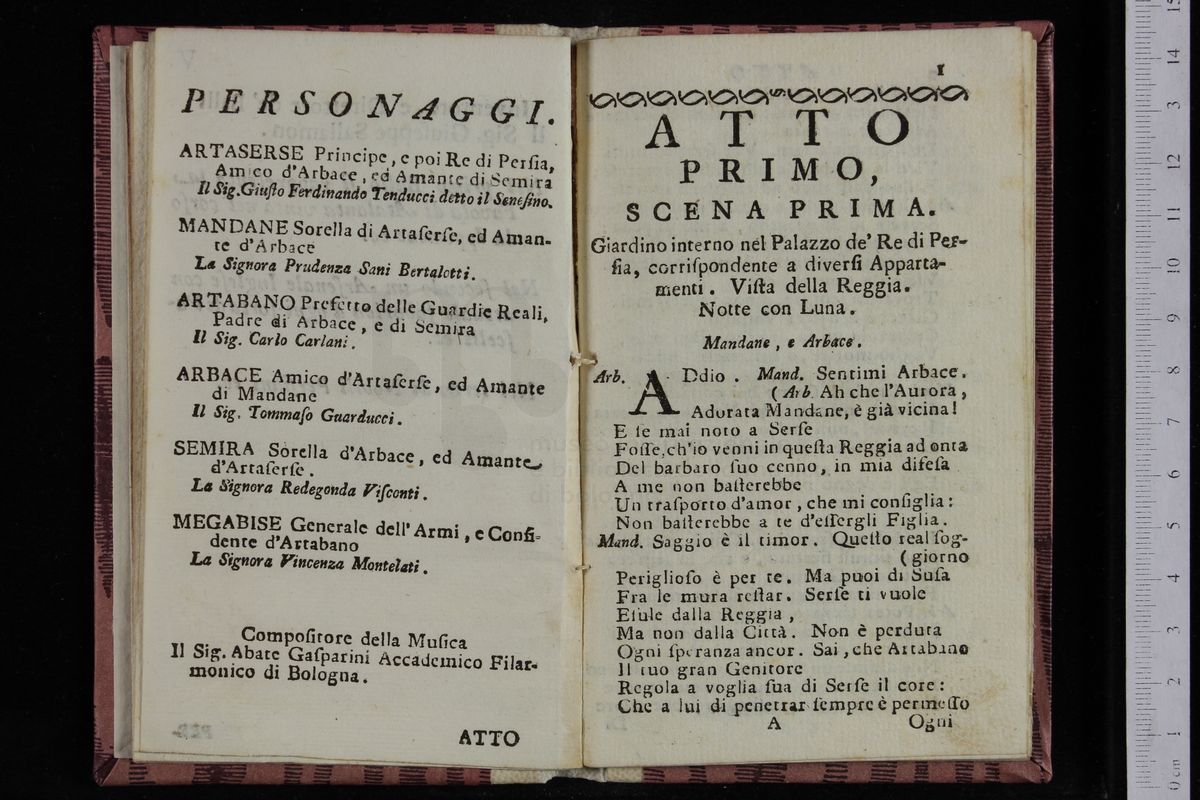 PERSONAGGI.
ARTASERSE Principe, e poi Re di Perſia,
Amico d'Arbace, ed Amante di Semira
Il Sig. Giuſto Ferdinando Tenducci detto il Seneſino.
MANDANE Sorella di Artaſerſe, ed Aman-
te d'Arbace
La Signora Prudenza Sani Bertalotti.
ARTABANO Prefetto delle Guardie Reali,
Padre di Arbace, e di Semira
Il Sig. Carlo Carlani.
ARBACE Amico d'Artaſerſe, ed Amante
di Mandane
Il Sig. Tommaſo Guarducci.
SEMIRA Sorella d'Arbace, ed Amante
d'Artaſerſe.
La Signora Redegonda Viſconti.
MEGABISE Generale dell'Armi, e Confi-
dente d'Artabano
La Signora Vincenza Montelati.
Compoſitore della Muſica
Il Sig. Abate Gaſparini Accademico Filar-
monico di Bologna.
ATTO
1
ATTO
PRIMO,
SCENA PRIMA.
Giardino interno nel Palazzo de' Re di Per-
ſia, corriſpondente a diverſi Apparta-
menti. Viſta della Reggia.
Notte con Luna.
Mandane, e Arbace.
Arb. ADdio. Mand. Sentimi Arbace.
(Arb. Ah che l'Aurora,
Adorata Mandane, è già vicina!
E ſe mai noto a Serſe
Foſſe, ch'io venni in queſta Reggia ad onta
Del barbaro ſuo cenno, in mia difeſa
A me non baſterebbe
Un traſporto d'amor, che mi conſiglia:
Non baſterebbe a te d'eſſergli Figlia.
Mand. Saggio è il timor. Queſto real ſog-
(giorno
Periglioſo è per te. Ma puoi di Suſa
Fra le mura reſtar. Serſe ti vuole
Eſule dalla Reggia,
Ma non dalla Città. Non è perduta
Ogni ſperanza ancor. Sai, che Artabano
Il tuo gran Genitore
Regola a voglia ſua di Serſe il core:
Che a lui di penetrar ſempre è permeſſo
A Ogni